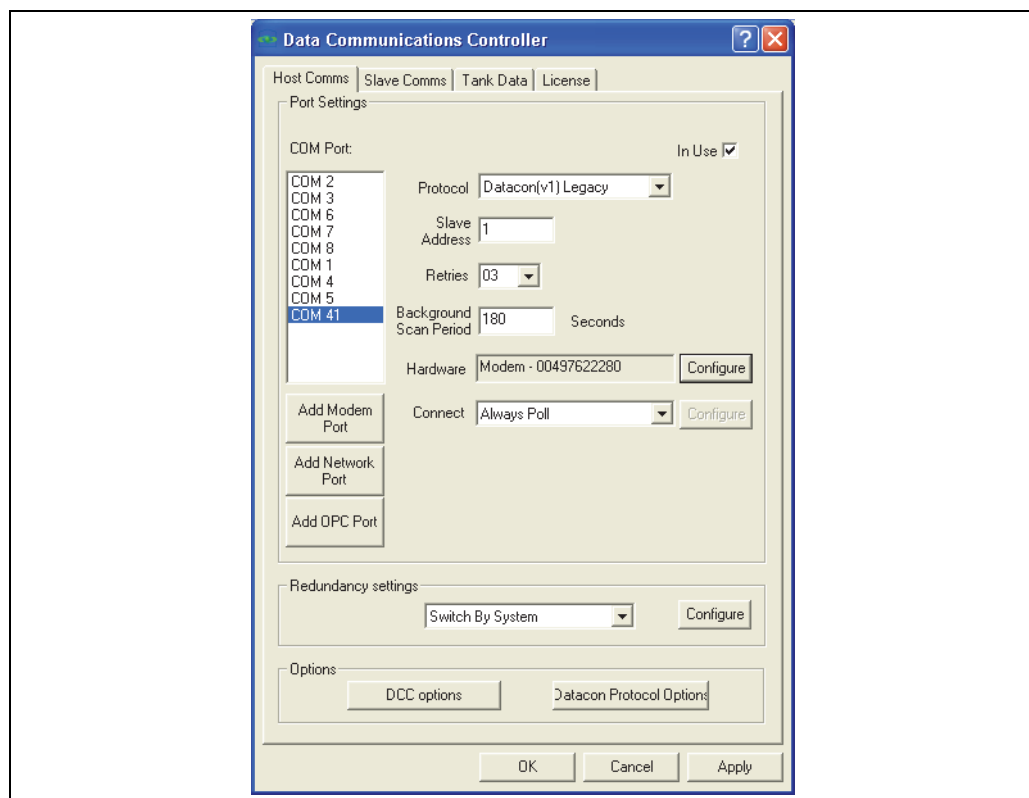 Data Communications Controller
Host Comms Slave Comms Tank Data License
Port Settings
COM Port:
In Use
COM 2
COM 3
COM 6
COM 7
COM 8
COM 1
COM 4
COM 5
COM 41
Protocol Datacon(v1) Legacy
Slave
Address 1
Retries 03
Background
Scan Period 180 Seconds
Hardware Modem - 00497622280 Configure
Connect Always Poll Configure
Add Modem
Port
Add Network
Port
Add OPC Port
Redundancy settings
Switch By System Configure
Options
DCC options Datacon Protocol Options
OK Cancel Apply